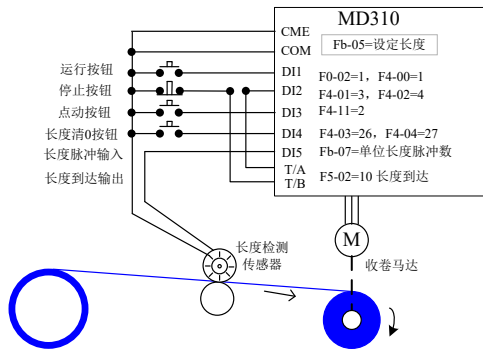 MD310
CME
COM
Fb-05=设定长度
运行按钮
DI1
F0-02=1，F4-00=1
停止按钮
DI2
F4-01=3，F4-02=4
点动按钮
DI3
F4-11=2
长度清0按钮
DI4
F4-03=26，F4-04=27
长度脉冲输入
DI5
Fb-07=单位长度脉冲数
长度到达输出
T/A
T/B
F5-02=10 长度到达
长度检测
传感器
M
收卷马达